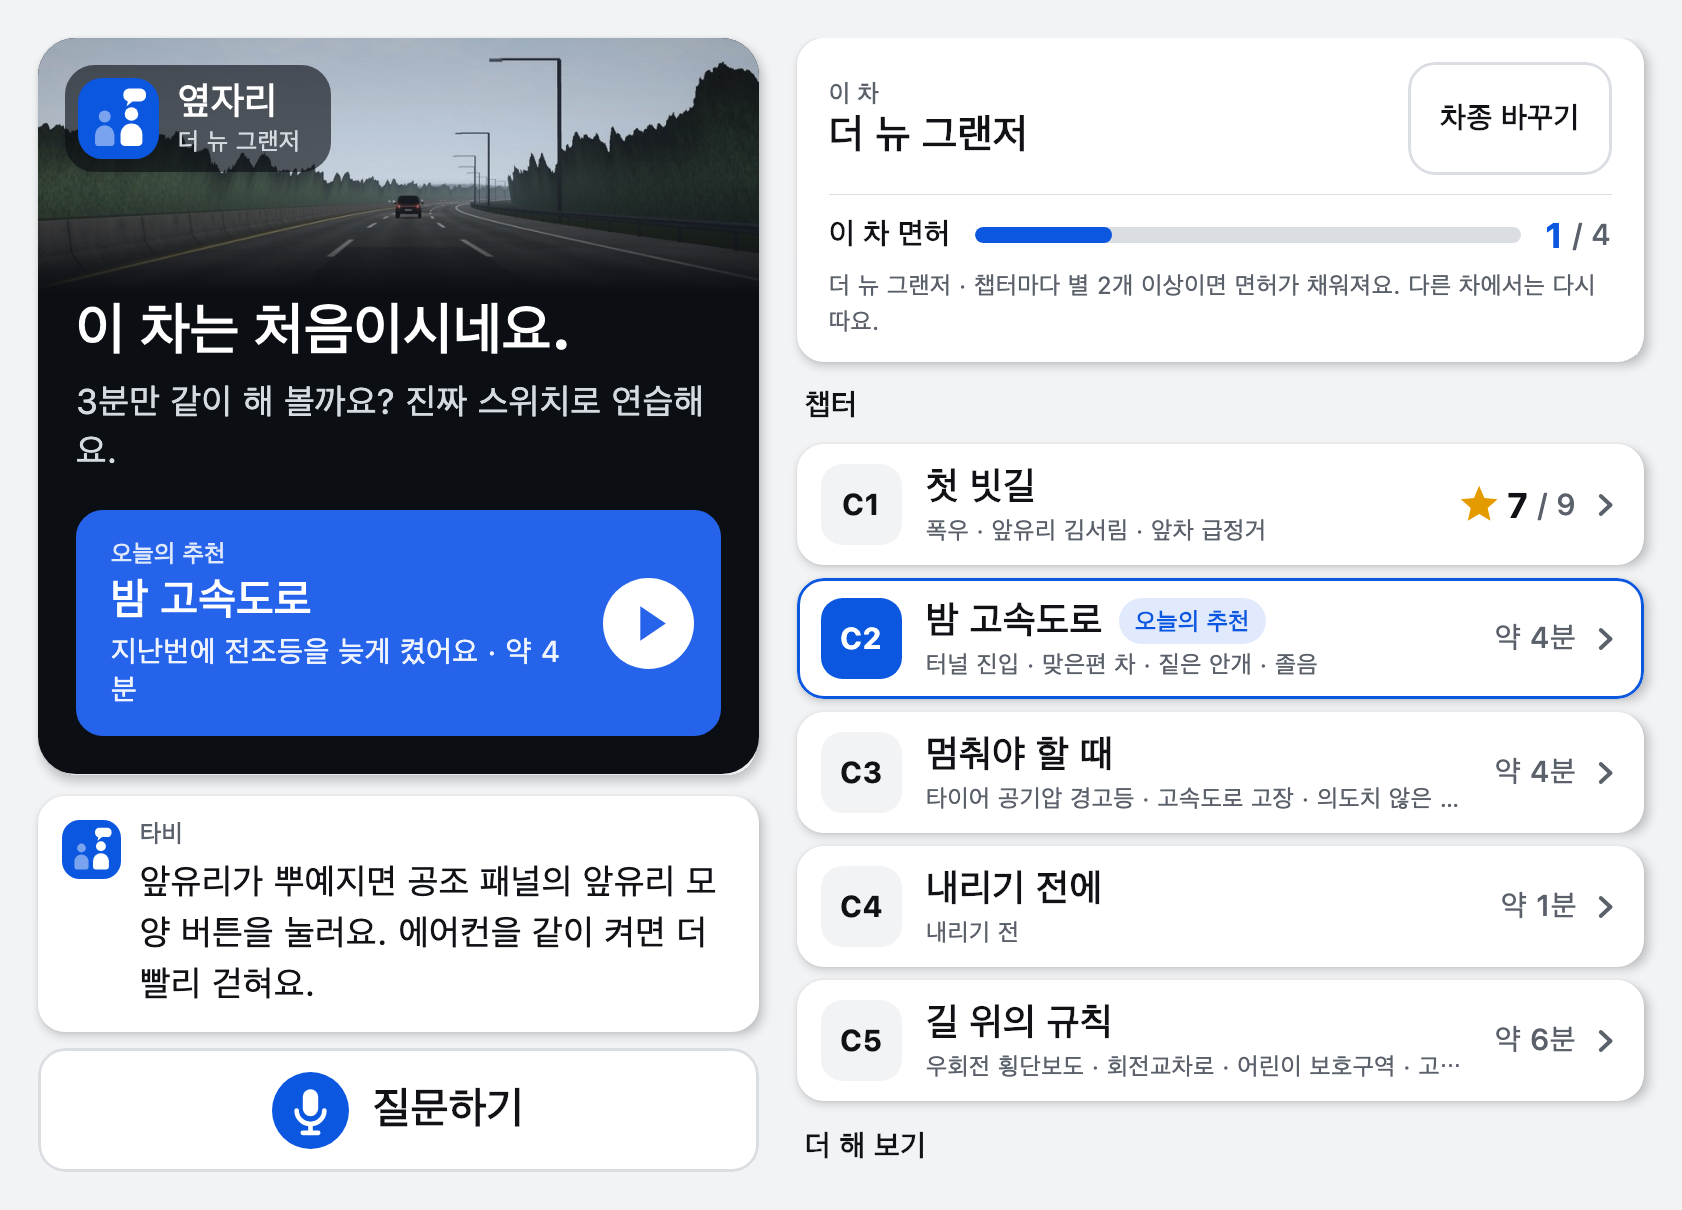 옆자리
더 뉴 그랜저
이 차는 처음이시네요.
3분만 같이 해 볼까요? 진짜 스위치로 연습해
요.
오늘의 추천
밤 고속도로
지난번에 전조등을 늦게 켰어요 · 약 4
분
타비
앞유리가 뿌예지면 공조 패널의 앞유리 모
양 버튼을 눌러요. 에어컨을 같이 켜면 더
빨리 걷혀요.
질문하기
이 차
더 뉴 그랜저
차종 바꾸기
이 차 면허
1 / 4
더 뉴 그랜저 · 챕터마다 별 2개 이상이면 면허가 채워져요. 다른 차에서는 다시
따요.
챕터
C1
첫 빗길
폭우 · 앞유리 김서림 · 앞차 급정거
7 / 9
C2
밤 고속도로
오늘의 추천
터널 진입 · 맞은편 차 · 짙은 안개 · 졸음
약 4분
C3
멈춰야 할 때
타이어 공기압 경고등 · 고속도로 고장 · 의도치 않은 ...
약 4분
C4
내리기 전에
내리기 전
약 1분
C5
길 위의 규칙
우회전 횡단보도 · 회전교차로 · 어린이 보호구역 · 고…
약 6분
더 해 보기